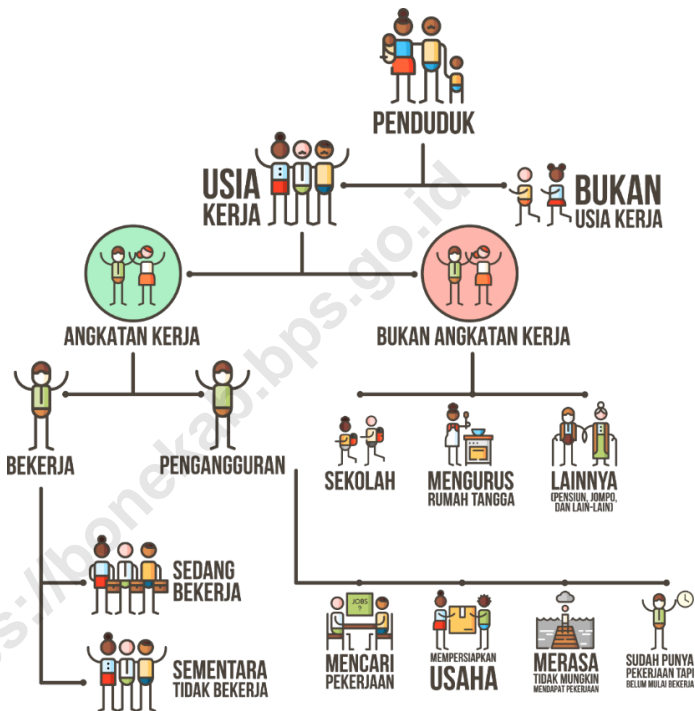 PENDUDUK
USIA
KERJA
BUKAN
USIA KERJA
ANGKATAN KERJA
BUKAN ANGKATAN KERJA
BEKERJA
PENGANGGURAN
SEKOLAH
MENGURUS
RUMAH TANGGA
LAINNYA
(PENSIUN, JOMPO,
DAN LAIN-LAIN)
SEDANG
BEKERJA
SEMENTARA
TIDAK BEKERJA
JOBS
?
MENCARI
PEKERJAAN
MEMPERSIAPKAN
USAHA
MERASA
TIDAK MUNGKIN
MENDAPAT PEKERJAAN
SUDAH PUNYA
PEKERJAAN TAPI
BELUM MULAI BEKERJA
ps://bonekab.bps.go.id